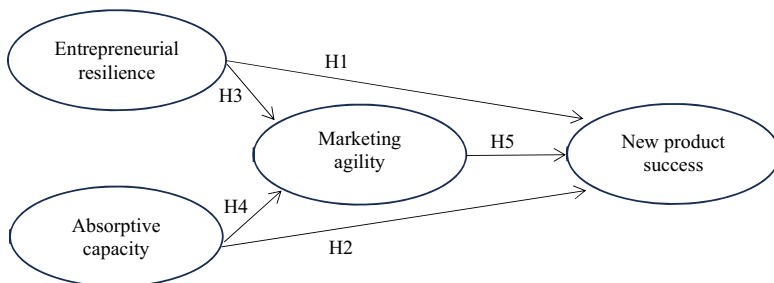 Entrepreneurial
resilience
H1
H3
Marketing
agility
H5
New product
success
H4
Absorptive
capacity
H2